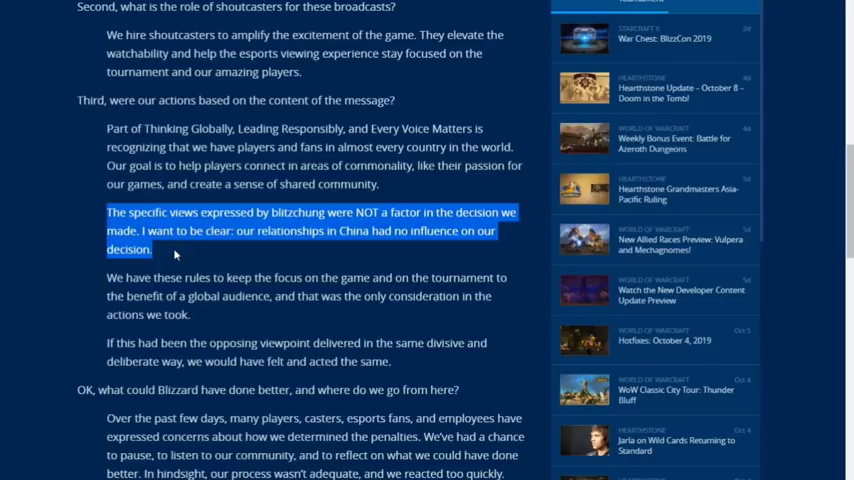 Second, what is the role of shoutcasters for these broadcasts?
We hire shoutcasters to amplify the excitement of the game. They elevate the
watchability and help the esports viewing experience stay focused on the
tournament and our amazing players.
Third, were our actions based on the content of the message?
Part of Thinking Globally, Leading Responsibly, and Every Voice Matters is
recognizing that we have players and fans in almost every country in the world.
Our goal is to help players connect in areas of commonality, like their passion for
our games, and create a sense of shared community.
The specific views expressed by blitzchung were NOT a factor in the decision we
made. I want to be clear: our relationships in China had no influence on our
decision.
We have these rules to keep the focus on the game and on the tournament to
the benefit of a global audience, and that was the only consideration in the
actions we took.
If this had been the opposing viewpoint delivered in the same divisive and
deliberate way, we would have felt and acted the same.
OK, what could Blizzard have done better, and where do we go from here?
Over the past few days, many players, casters, esports fans, and employees have
expressed concerns about how we determined the penalties. We've had a chance
to pause, to listen to our community, and to reflect on what we could have done
better. In hindsight, our process wasn't adequate, and we reacted too quickly.
Tournament
STARCRAFT II 2d
War Chest: BlizzCon 2019
HEARTHSTONE 4d
Hearthstone Update – October 8 –
Doom in the Tomb!
WORLD OF WARCRAFT 4d
Weekly Bonus Event: Battle for
Azeroth Dungeons
HEARTHSTONE 5d
Hearthstone Grandmasters Asia-
Pacific Ruling
WORLD OF WARCRAFT 5d
New Allied Races Preview: Vulpera
and Mechagnomes!
WORLD OF WARCRAFT 5d
Watch the New Developer Content
Update Preview
WORLD OF WARCRAFT Oct 5
Hotfixes: October 4, 2019
WORLD OF WARCRAFT Oct 4
WoW Classic City Tour: Thunder
Bluff
HEARTHSTONE Oct 4
Jarla on Wild Cards Returning to
Standard